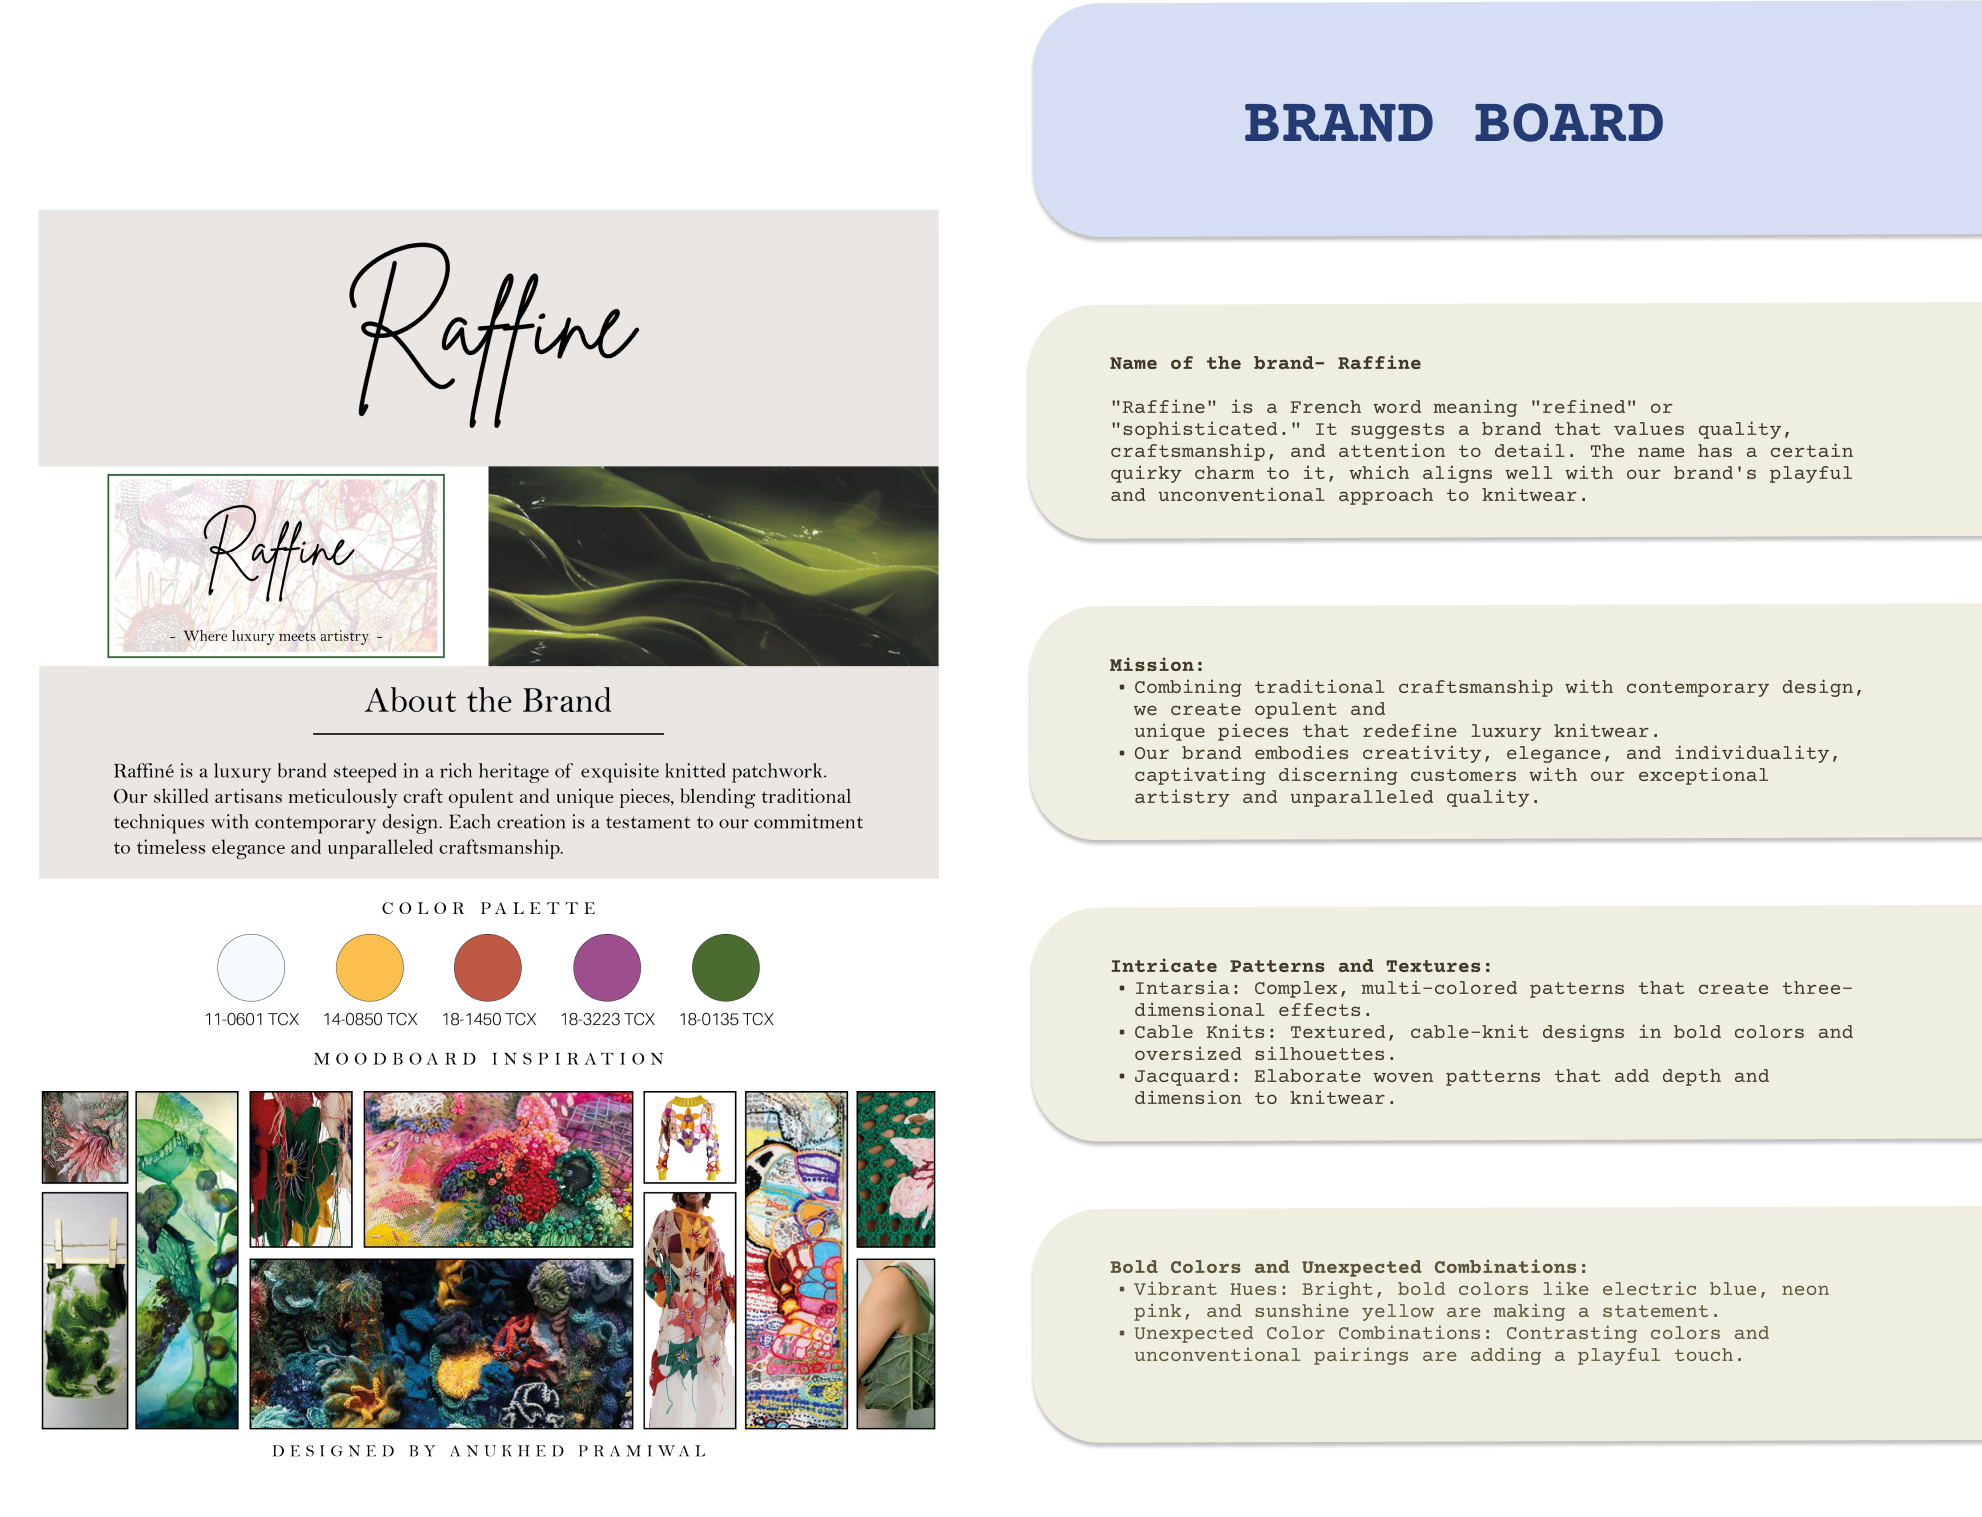 Raffine
Raffine
- Where luxury meets artistry -
About the Brand
Raffiné is a luxury brand steeped in a rich heritage of exquisite knitted patchwork.
Our skilled artisans meticulously craft opulent and unique pieces, blending traditional
techniques with contemporary design. Each creation is a testament to our commitment
to timeless elegance and unparalleled craftsmanship.
COLOR PALETTE
11-0601 TCX 14-0850 TCX 18-1450 TCX 18-3223 TCX 18-0135 TCX
MOODBOARD INSPIRATION
DESIGNED BY ANUKHED PRAMIWAL
BRAND BOARD
Name of the brand- Raffine
"Raffine" is a French word meaning "refined" or
"sophisticated." It suggests a brand that values quality,
craftsmanship, and attention to detail. The name has a certain
quirky charm to it, which aligns well with our brand's playful
and unconventional approach to knitwear.
Mission:
• Combining traditional craftsmanship with contemporary design,
we create opulent and
unique pieces that redefine luxury knitwear.
• Our brand embodies creativity, elegance, and individuality,
captivating discerning customers with our exceptional
artistry and unparalleled quality.
Intricate Patterns and Textures:
• Intarsia: Complex, multi-colored patterns that create three-
dimensional effects.
• Cable Knits: Textured, cable-knit designs in bold colors and
oversized silhouettes.
• Jacquard: Elaborate woven patterns that add depth and
dimension to knitwear.
Bold Colors and Unexpected Combinations:
• Vibrant Hues: Bright, bold colors like electric blue, neon
pink, and sunshine yellow are making a statement.
• Unexpected Color Combinations: Contrasting colors and
unconventional pairings are adding a playful touch.